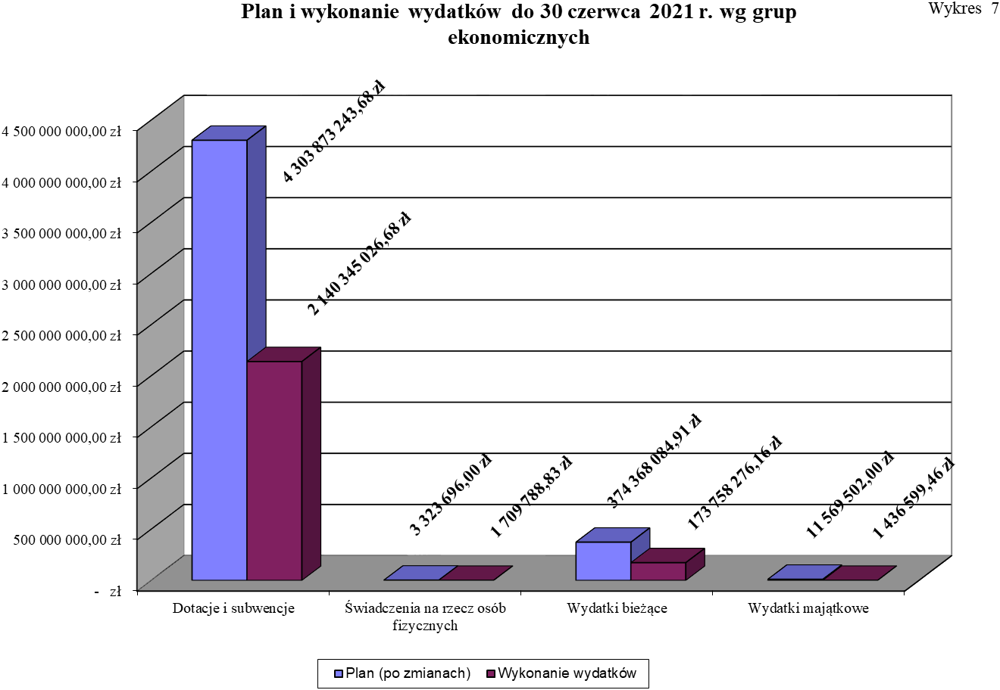 Plan i wykonanie wydatków do 30 czerwca 2021 r. wg grup
ekonomicznych
Wykres 7
4 500 000 000,00 zł
4 000 000 000,00 zł
3 500 000 000,00 zł
3 000 000 000,00 zł
2 500 000 000,00 zł
2 000 000 000,00 zł
1 500 000 000,00 zł
1 000 000 000,00 zł
500 000 000,00 zł
- zł
4 303 873 243,68 zł
2 140 345 026,68 zł
3 323 696,00 zł
1 709 788,83 zł
374 368 084,91 zł
173 758 276,16 zł
11 569 502,00 zł
1 436 599,46 zł
Dotacje i subwencje
Świadczenia na rzecz osób
fizycznych
Wydatki bieżące
Wydatki majątkowe
Plan (po zmianach)
Wykonanie wydatków